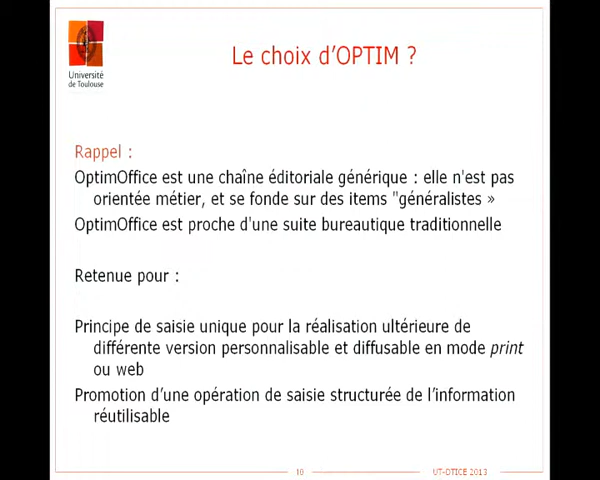 Université
de Toulouse
Le choix d'OPTIM ?
Rappel :
OptimOffice est une chaîne éditoriale générique : elle n'est pas
orientée métier, et se fonde sur des items "généralistes »
OptimOffice est proche d'une suite bureautique traditionnelle
Retenue pour :
Principe de saisie unique pour la réalisation ultérieure de
différente version personnalisable et diffusable en mode print
ou web
Promotion d'une opération de saisie structurée de l'information
réutilisable
10
UT-DTICE 2013